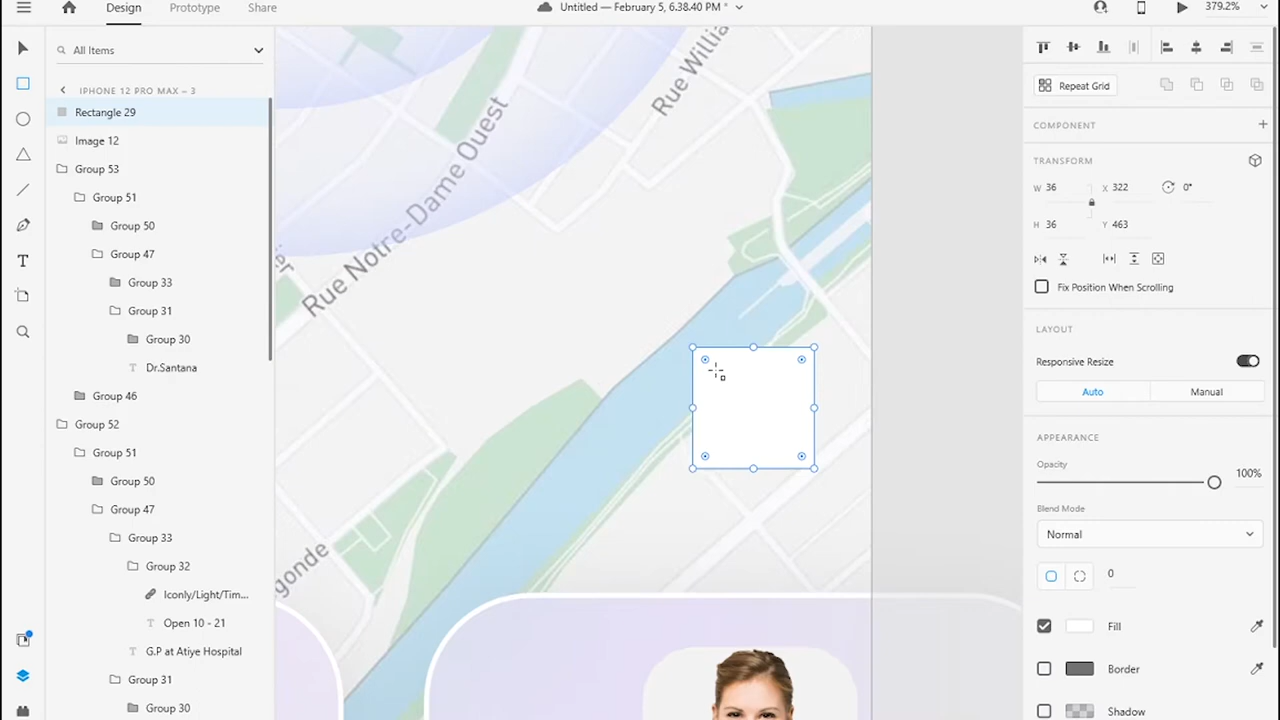 Design
Prototype
Share
Untitled — February 5, 6.38.40 PM *
379.2%
All Items
IPHONE 12 PRO MAX – 3
Rectangle 29
Image 12
Group 53
Group 51
Group 50
Group 47
Group 33
Group 31
Group 30
Dr.Santana
Group 46
Group 52
Group 51
Group 50
Group 47
Group 33
Group 32
Iconly/Light/Tim...
Open 10 - 21
G.P at Atiye Hospital
Group 31
Group 30
Rue Willia
Rue Notre-Dame Ouest
gonde
Repeat Grid
COMPONENT
TRANSFORM
W 36
X 322
0°
H 36
Y 463
Fix Position When Scrolling
LAYOUT
Responsive Resize
Auto
Manual
APPEARANCE
Opacity
100%
Blend Mode
Normal
0
Fill
Border
Shadow